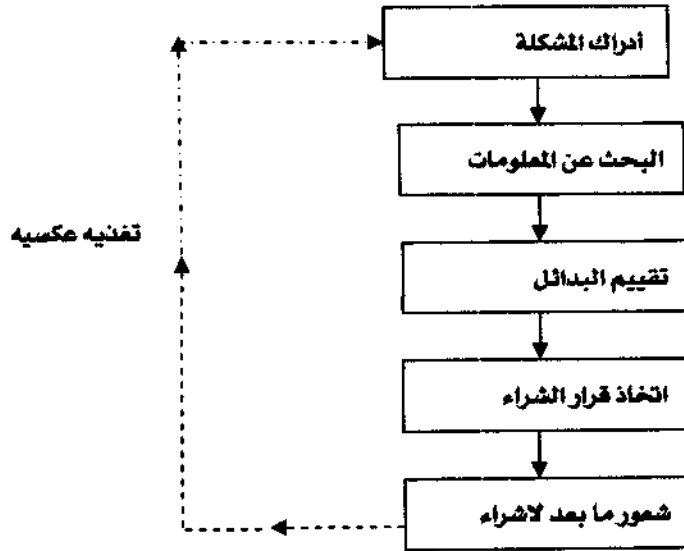 أدراك المشكلة
البحث عن المعلومات
تغذيه عكسيه
تقييم البدائل
اتخاذ قرار الشراء
شعور ما بعد لاشراء